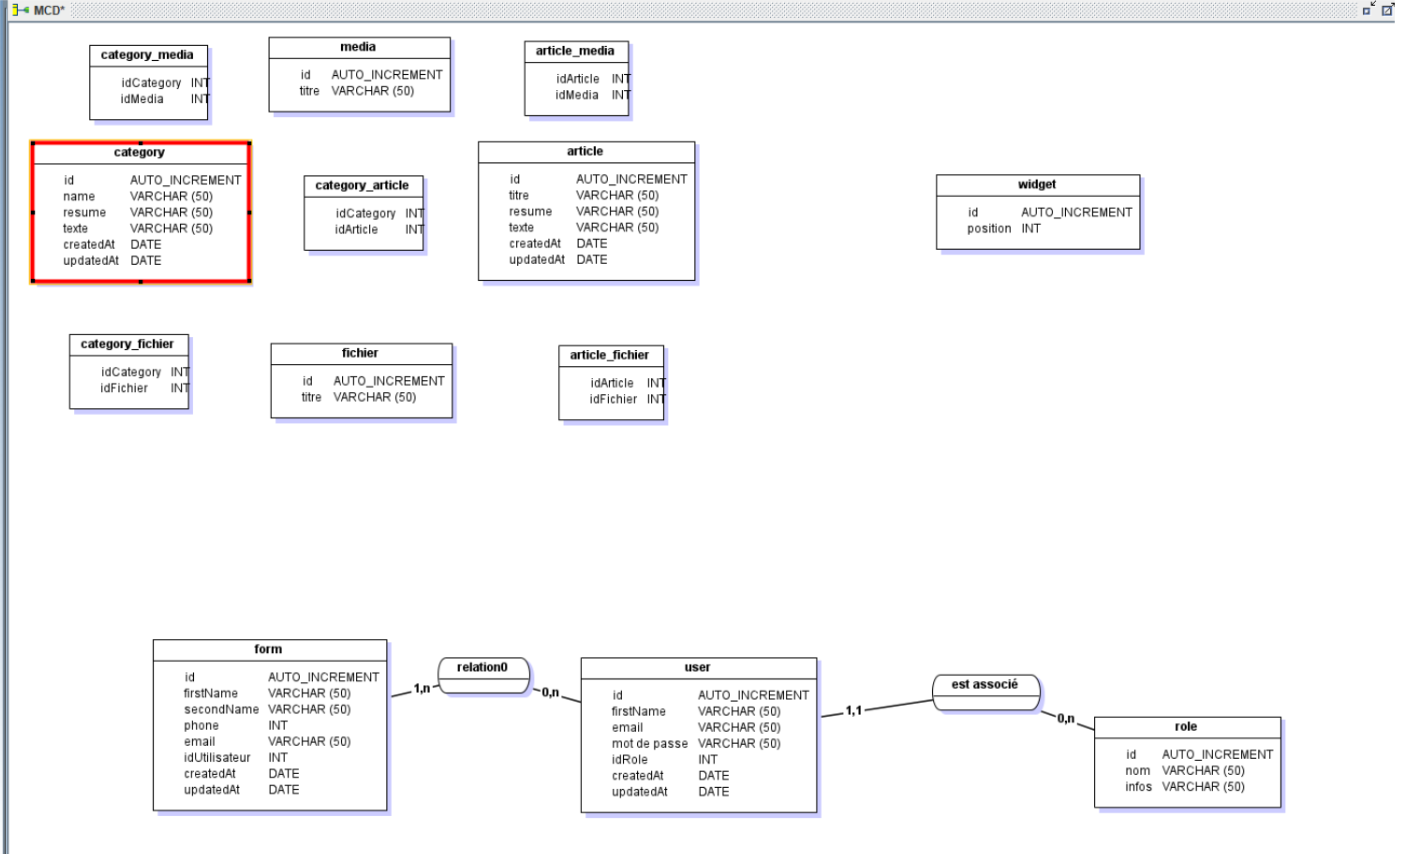 MCD*
category_media
idCategory INT
idMedia INT
media
id AUTO_INCREMENT
titre VARCHAR (50)
article_media
idArticle INT
idMedia INT
category
id AUTO_INCREMENT
name VARCHAR (50)
resume VARCHAR (50)
texte VARCHAR (50)
createdAt DATE
updatedAt DATE
category_article
idCategory INT
idArticle INT
article
id AUTO_INCREMENT
titre VARCHAR (50)
resume VARCHAR (50)
texte VARCHAR (50)
createdAt DATE
updatedAt DATE
widget
id AUTO_INCREMENT
position INT
category_fichier
idCategory INT
idFichier INT
fichier
id AUTO_INCREMENT
titre VARCHAR (50)
article_fichier
idArticle INT
idFichier INT
form
id AUTO_INCREMENT
firstName VARCHAR (50)
secondName VARCHAR (50)
phone INT
email VARCHAR (50)
idUtilisateur INT
createdAt DATE
updatedAt DATE
1,n
relation0
0,n
user
id AUTO_INCREMENT
firstName VARCHAR (50)
email VARCHAR (50)
mot de passe VARCHAR (50)
idRole INT
createdAt DATE
updatedAt DATE
1,1
est associé
0,n
role
id AUTO_INCREMENT
nom VARCHAR (50)
infos VARCHAR (50)